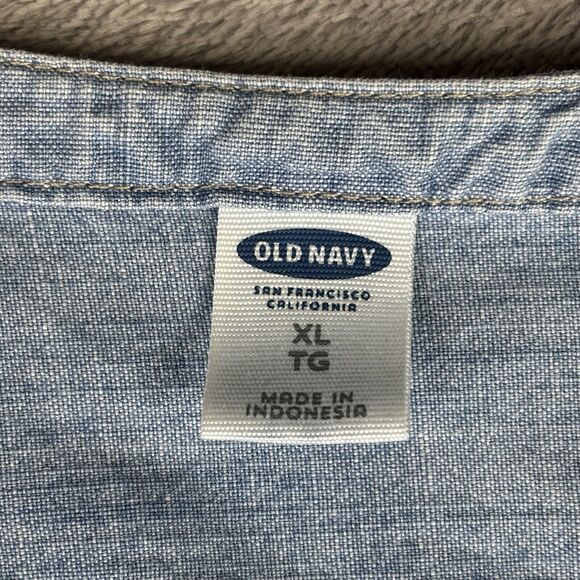 OLD NAVY
SAN FRANCISCO
CALIFORNIA
XL
TG
MADE IN
INDONESIA